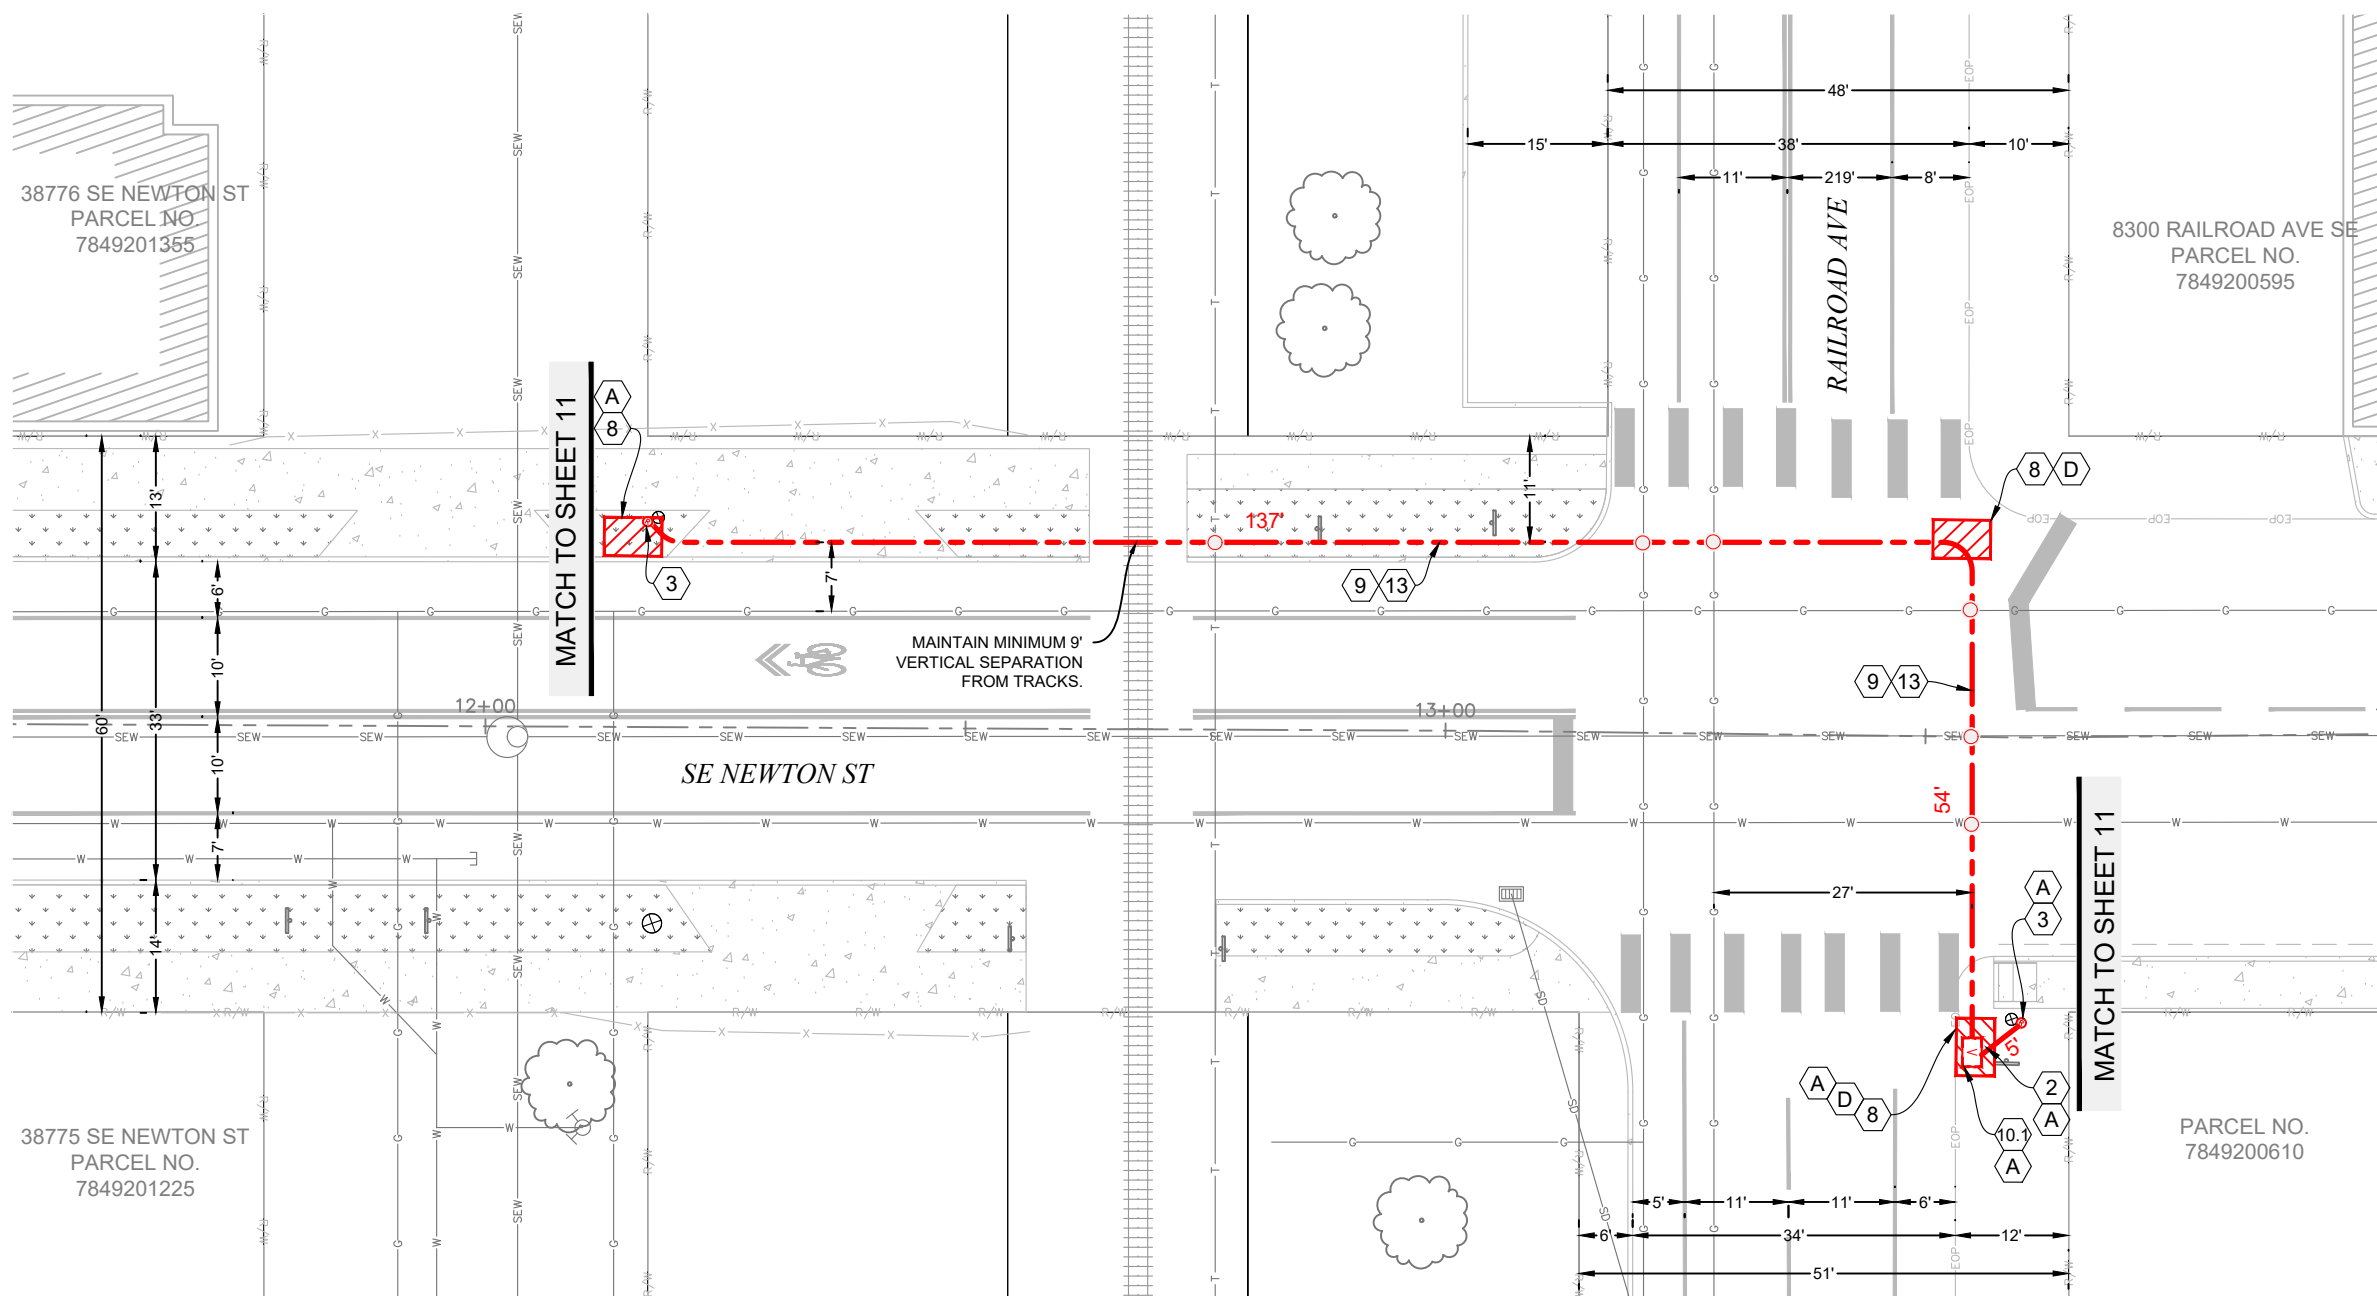 48'
15'
38'
10'
11'
219'
8'
RAILROAD AVE
38776 SE NEWTON ST
PARCEL NO.
7849201355
8300 RAILROAD AVE SE
PARCEL NO.
7849200595
MATCH TO SHEET 11
A
8
3
13'
6'
10'
33'
60'
10'
7'
14'
7'
137'
11'
9 13
8 D
MAINTAIN MINIMUM 9'
VERTICAL SEPARATION
FROM TRACKS.
9 13
12+00
13+00
SE NEWTON ST
54'
27'
A
3
MATCH TO SHEET 11
5'
A D 8
2
A
10.1
A
38775 SE NEWTON ST
PARCEL NO.
7849201225
PARCEL NO.
7849200610
5'
11'
11'
6'
6'
34'
12'
51'
R/W
SEW
G
T
W
X
EOP
SD